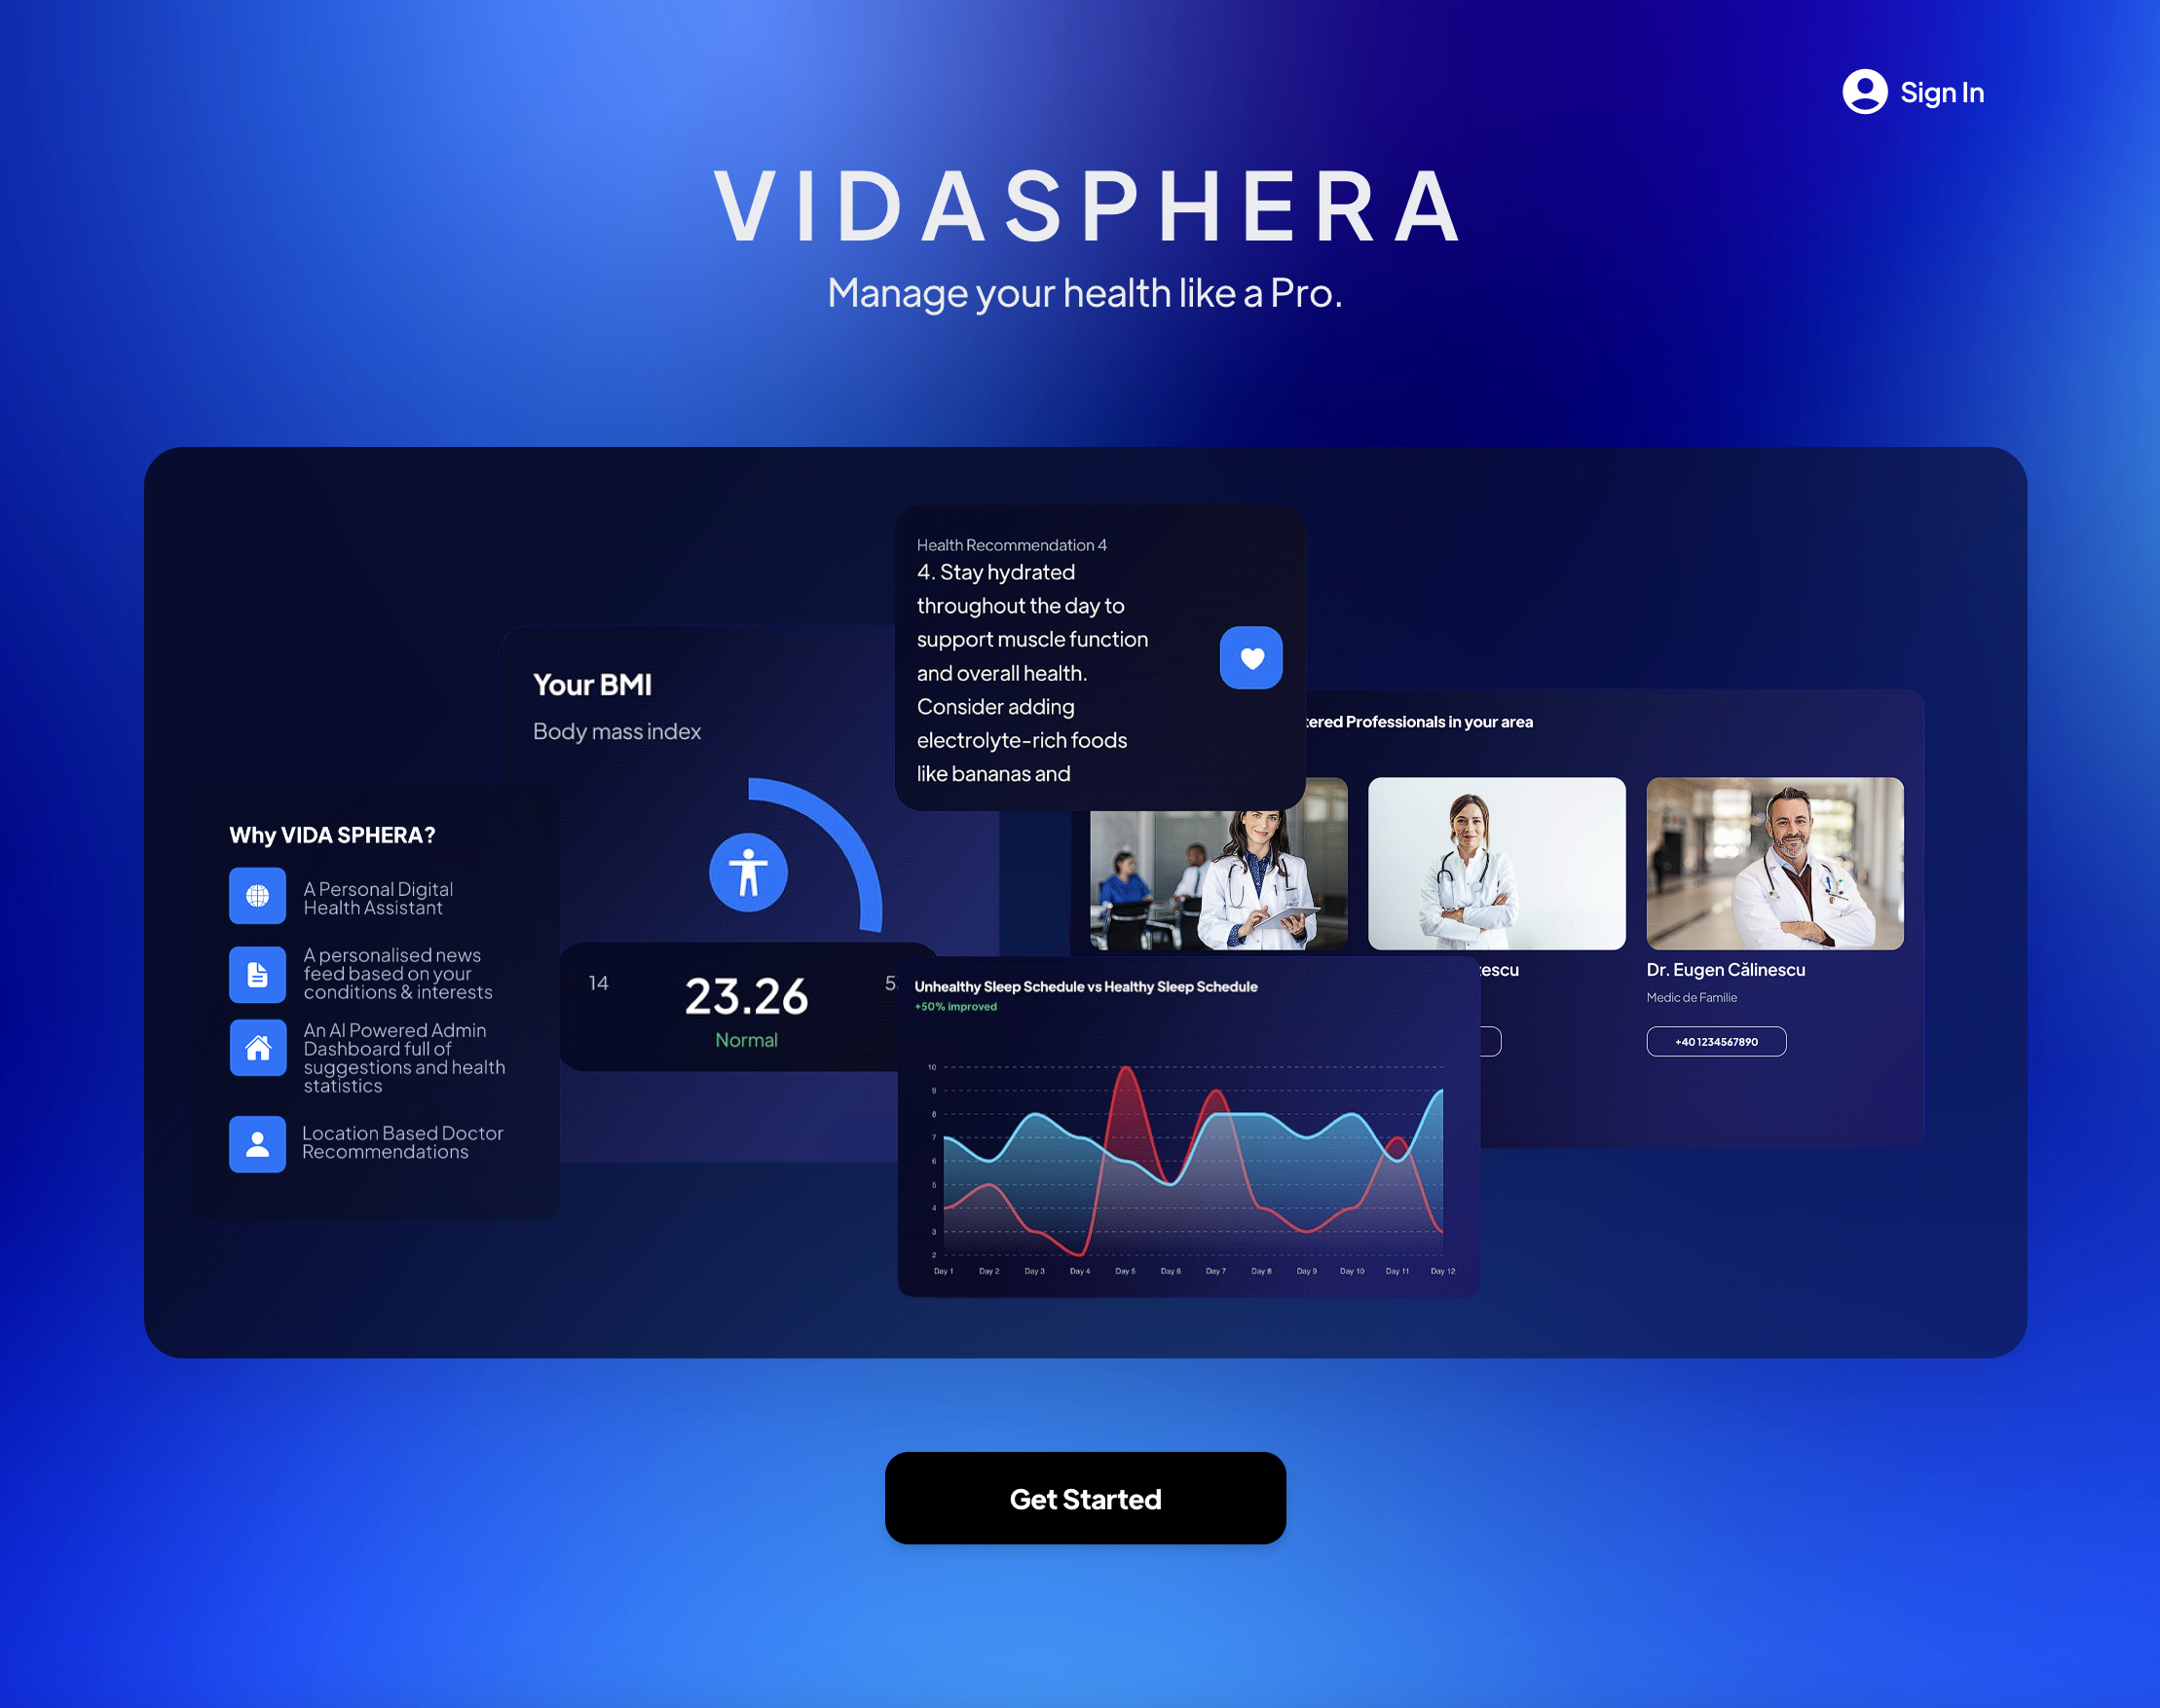 Sign In
VIDASPHERA
Manage your health like a Pro.
Health Recommendation 4
4. Stay hydrated
throughout the day to
support muscle function
and overall health.
Consider adding
electrolyte-rich foods
like bananas and
Your BMI
Body mass index
14
23.26
Normal
Why VIDA SPHERA?
A Personal Digital
Health Assistant
A personalised news
feed based on your
conditions & interests
An AI Powered Admin
Dashboard full of
suggestions and health
statistics
Location Based Doctor
Recommendations
Professionals in your area
Dr. Eugen Călinescu
Medic de Familie
+40 1234567890
Unhealthy Sleep Schedule vs Healthy Sleep Schedule
+50% improved
10
9
8
7
6
5
4
3
2
Day 1 Day 2 Day 3 Day 4 Day 5 Day 6 Day 7 Day 8 Day 9 Day 10 Day 11 Day 12
Get Started